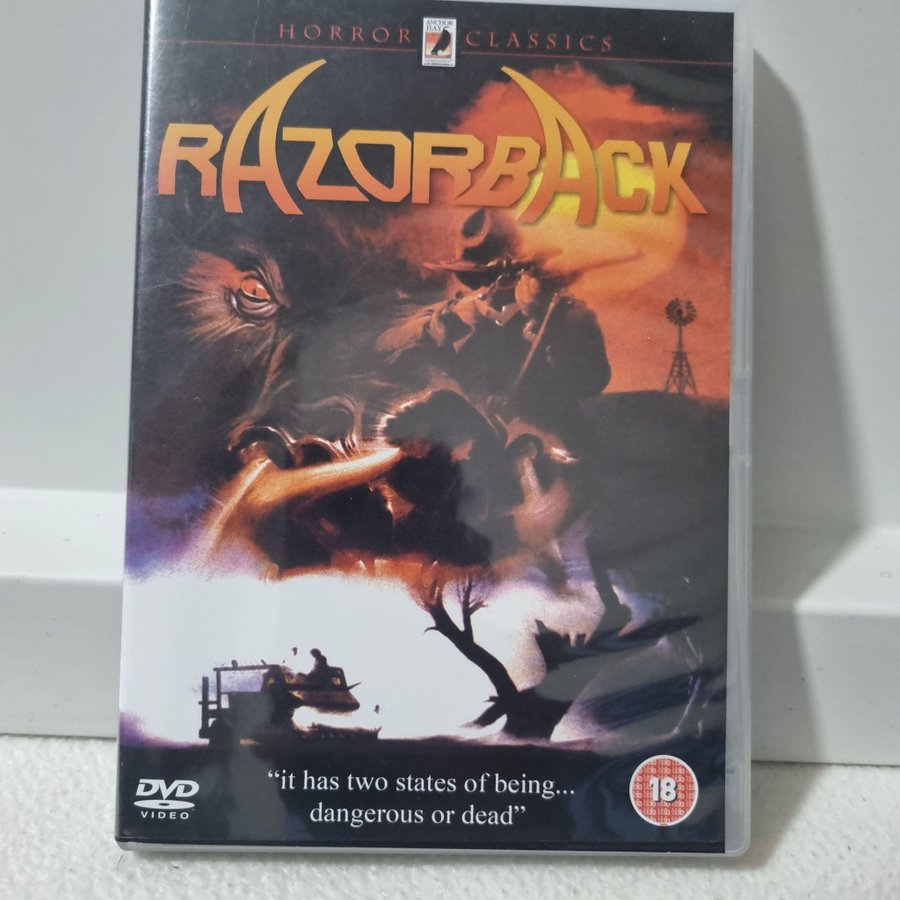 HORROR ANCHOR BAY CLASSICS
RAZORBACK
"it has two states of being...
dangerous or dead"
DVD
VIDEO
18